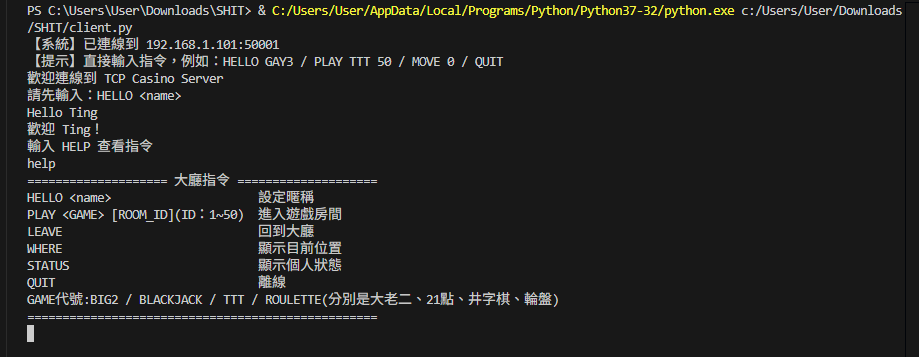 PS C:\Users\User\Downloads\SHIT> & C:/Users/User/AppData/Local/Programs/Python/Python37-32/python.exe c:/Users/User/Downloads
/SHIT/client.py
【系統】已連線到 192.168.1.101:50001
【提示】直接輸入指令，例如：HELLO GAY3 / PLAY TTT 50 / MOVE 0 / QUIT
歡迎連線到 TCP Casino Server
請先輸入：HELLO <name>
Hello Ting
歡迎 Ting！
輸入 HELP 查看指令
help
==================== 大廳指令 ====================
HELLO <name> 設定暱稱
PLAY <GAME> [ROOM_ID](ID：1~50) 進入遊戲房間
LEAVE 回到大廳
WHERE 顯示目前位置
STATUS 顯示個人狀態
QUIT 離線
GAME代號:BIG2 / BLACKJACK / TTT / ROULETTE(分別是大老二、21點、井字棋、輪盤)
==================================================